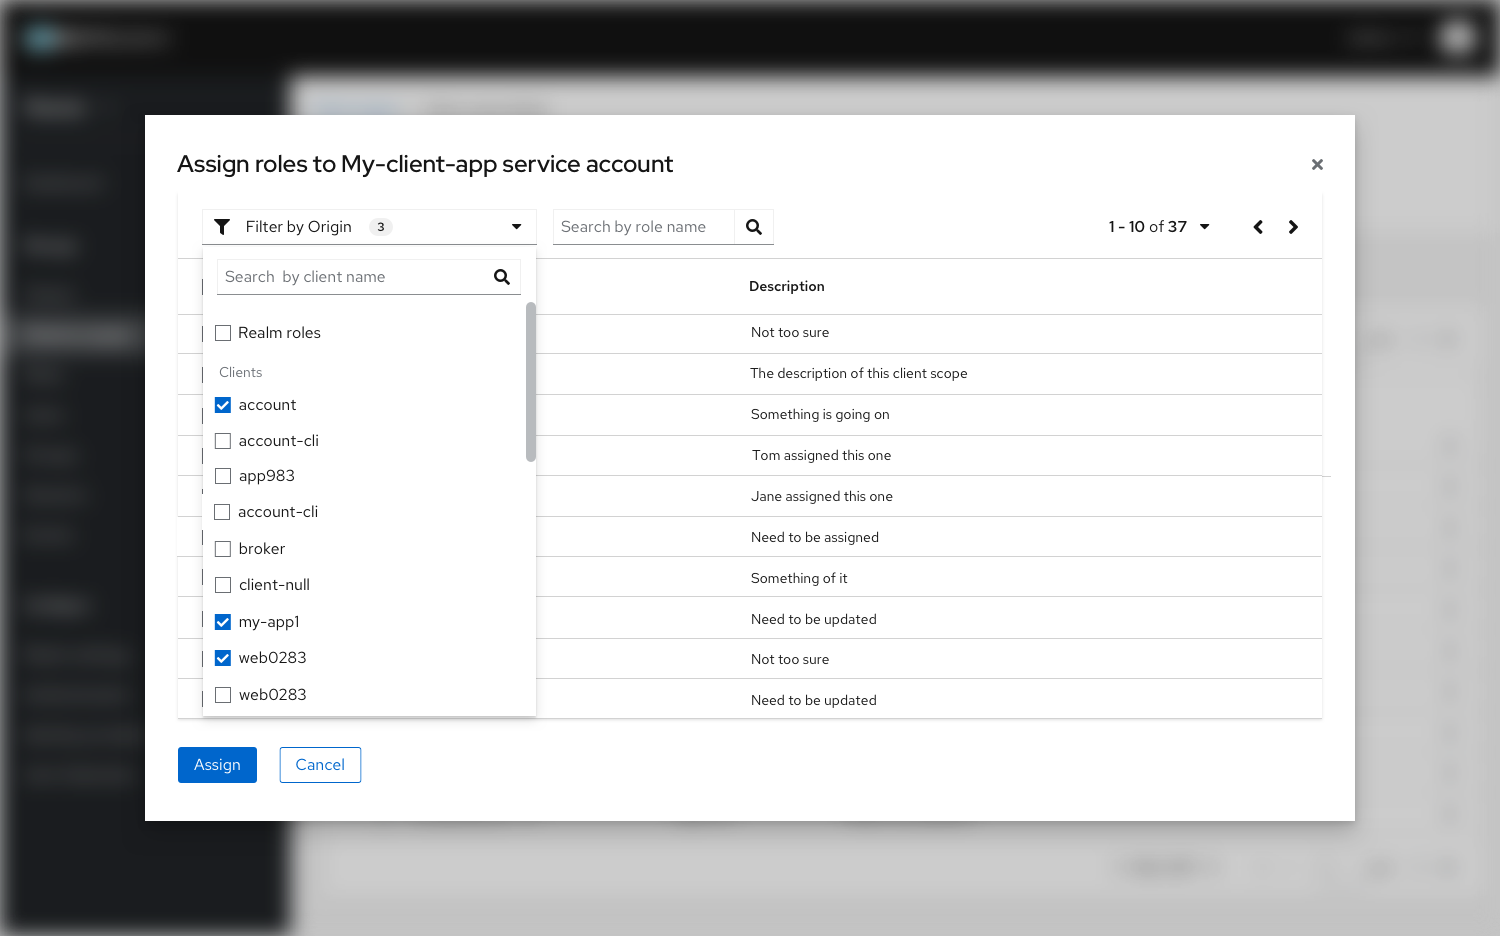 Assign roles to My-client-app service account
Filter by Origin 3
Search by role name
1 - 10 of 37
Search by client name
Description
Realm roles
Not too sure
Clients
The description of this client scope
account
Something is going on
account-cli
Tom assigned this one
app983
Jane assigned this one
account-cli
Need to be assigned
broker
Something of it
client-null
Need to be updated
my-app1
Not too sure
web0283
Need to be updated
web0283
Assign
Cancel